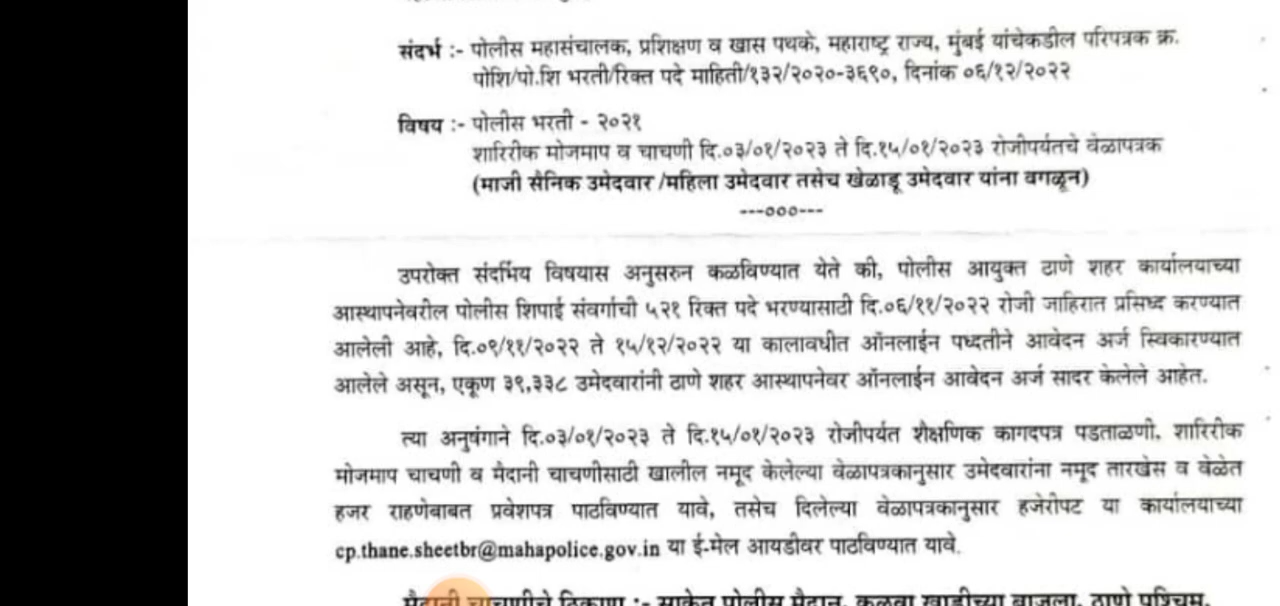 संदर्भ :- पोलीस महासंचालक, प्रशिक्षण व खास पथके, महाराष्ट्र राज्य, मुंबई यांचेकडील परिपत्रक क्र.
पोशि/पो.शि भरती/रिक्त पदे माहिती/१३२/२०२०-३६९०, दिनांक ०६/१२/२०२२
विषय :- पोलीस भरती - २०२१
शारिरीक मोजमाप व चाचणी दि.०३/०१/२०२३ ते दि.१५/०१/२०२३ रोजीपर्यतचे वेळापत्रक
(माजी सैनिक उमेदवार /महिला उमेदवार तसेच खेळाडू उमेदवार यांना वगळून)
---०००---
उपरोक्त संदर्भिय विषयास अनुसरुन कळविण्यात येते की, पोलीस आयुक्त ठाणे शहर कार्यालयाच्या
आस्थापनेवरील पोलीस शिपाई संवर्गाची ५२१ रिक्त पदे भरण्यासाठी दि.०६/११/२०२२ रोजी जाहिरात प्रसिध्द करण्यात
आलेली आहे, दि.०९/११/२०२२ ते १५/१२/२०२२ या कालावधीत ऑनलाईन पध्दतीने आवेदन अर्ज स्विकारण्यात
आलेले असून, एकूण ३९,३३८ उमेदवारांनी ठाणे शहर आस्थापनेवर ऑनलाईन आवेदन अर्ज सादर केलेले आहेत.
त्या अनुषंगाने दि.०३/०१/२०२३ ते दि.१५/०१/२०२३ रोजीपर्यत शैक्षणिक कागदपत्र पडताळणी, शारिरीक
मोजमाप चाचणी व मैदानी चाचणीसाठी खालील नमूद केलेल्या वेळापत्रकानुसार उमेदवारांना नमूद तारखेस व वेळेत
हजर राहणेबाबत प्रवेशपत्र पाठविण्यात यावे, तसेच दिलेल्या वेळापत्रकानुसार हजेरीपट या कार्यालयाच्या
cp.thane.sheetbr@mahapolice.gov.in या ई-मेल आयडीवर पाठविण्यात यावे.
मैदानी चाचणीचे ठिकाण :- साकेत पोलीस मैदान, कळवा खाडीच्या बाजुला, ठाणे पश्चिम.